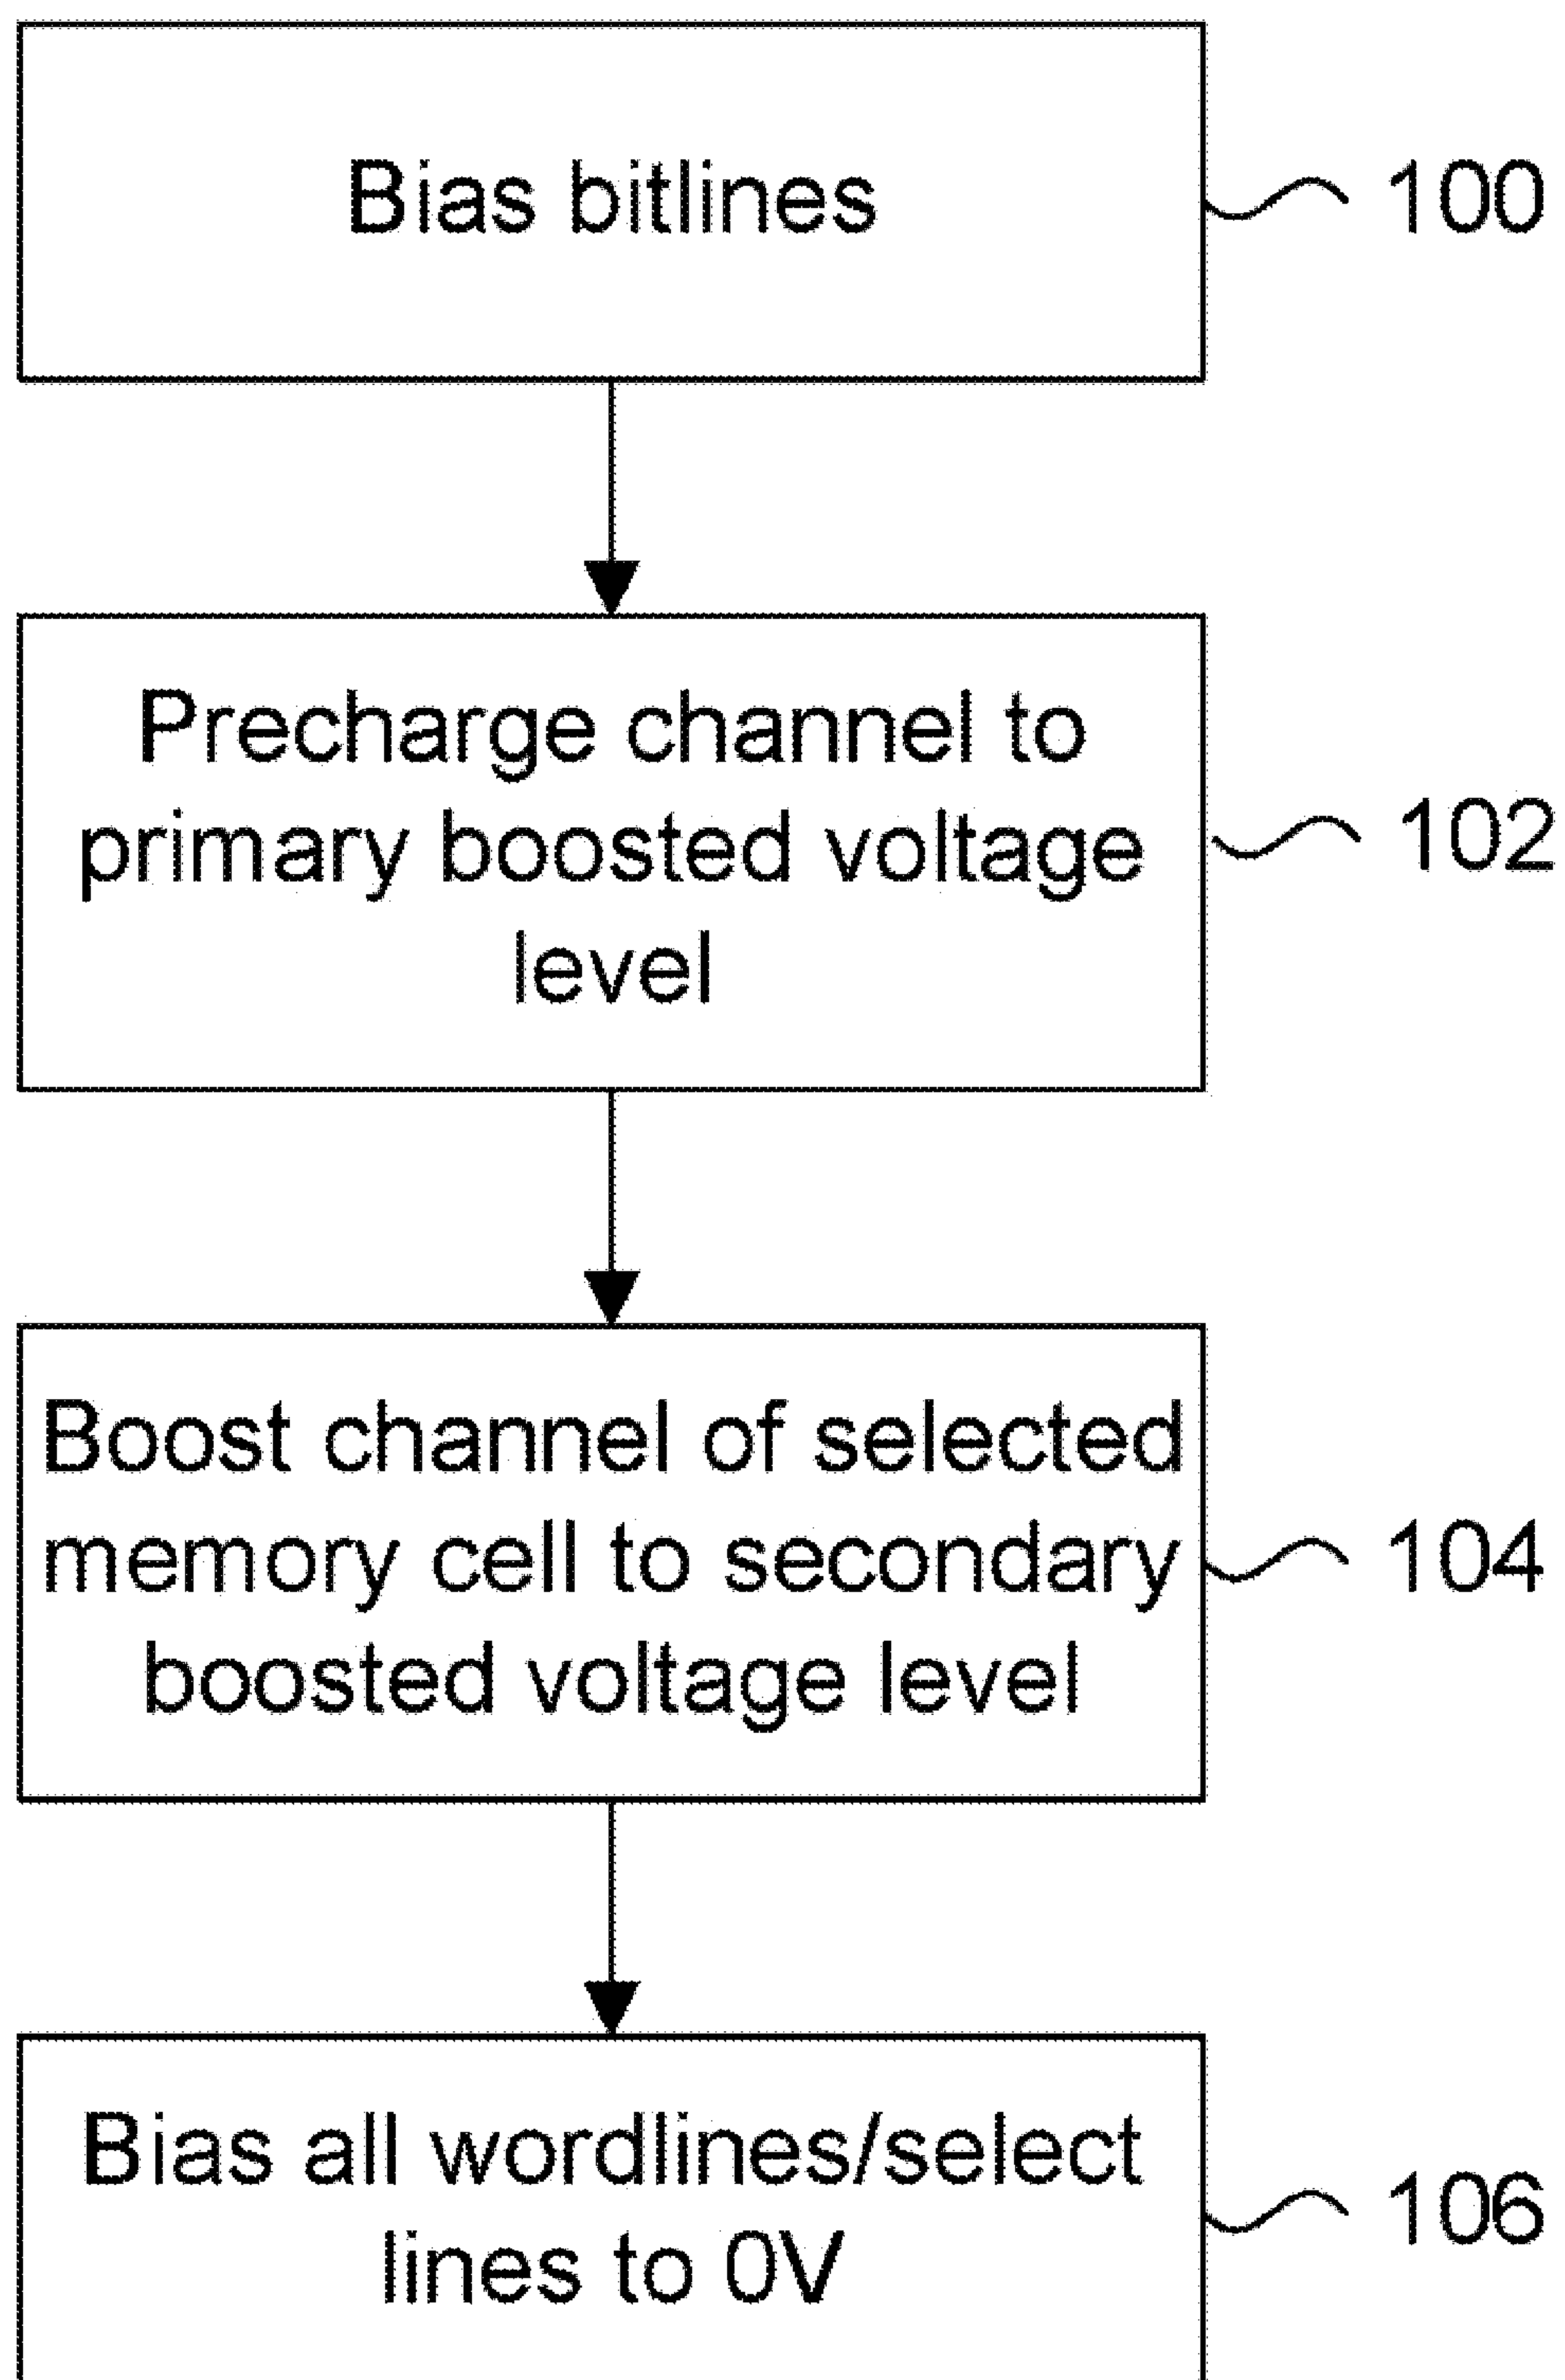 Bias bitlines
100
Precharge channel to
primary boosted voltage
level
102
Boost channel of selected
memory cell to secondary
boosted voltage level
104
Bias all wordlines/select
lines to 0V
106